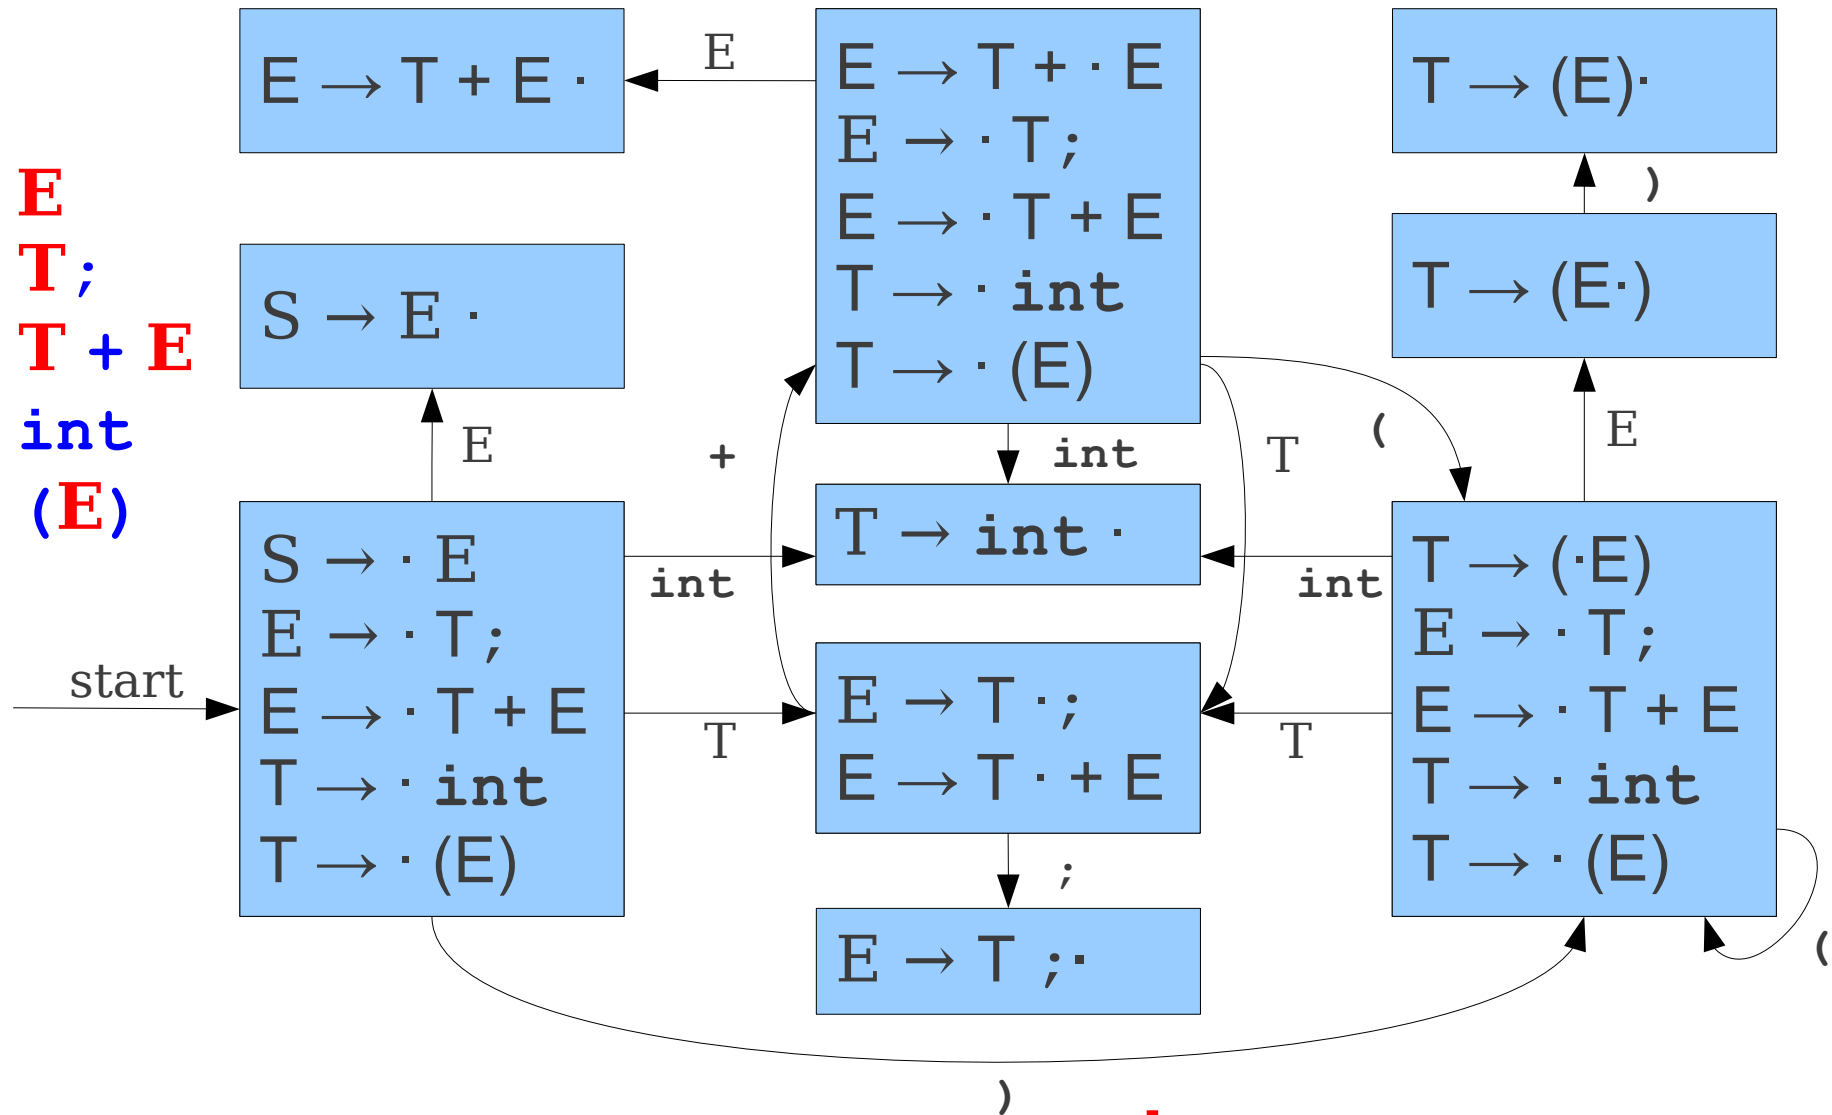 E
T ;
T + E
int
(E)
start
E → T + E ·
E
S → E ·
E
S → · E
E → · T ;
E → · T + E
T → · int
T → · (E)
E → T + · E
E → · T ;
E → · T + E
T → · int
T → · (E)
+
int
T
(
T → int ·
int
int
E → T · ;
E → T · + E
T
T
;
E → T ; ·
T → (E)·
)
T → (E·)
E
T → (·E)
E → · T ;
E → · T + E
T → · int
T → · (E)
(
)